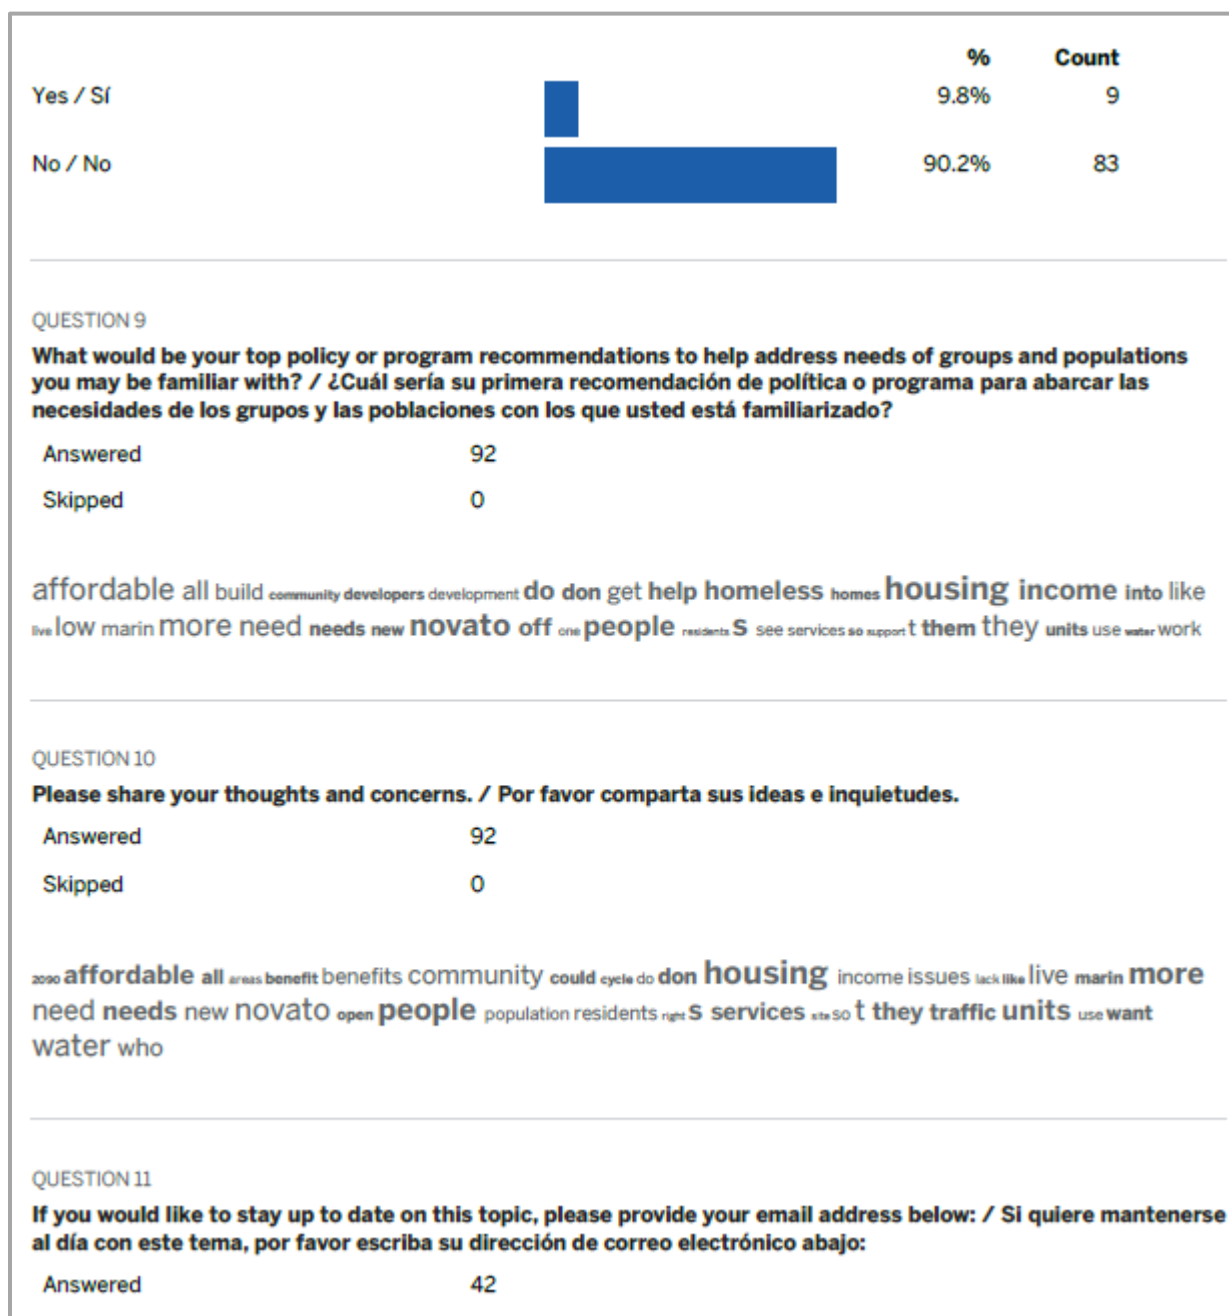 % Count
Yes / Sí 9.8% 9
No / No 90.2% 83
QUESTION 9
What would be your top policy or program recommendations to help address needs of groups and populations
you may be familiar with? / ¿Cuál sería su primera recomendación de política o programa para abarcar las
necesidades de los grupos y las poblaciones con los que usted está familiarizado?
Answered 92
Skipped 0
affordable all build community developers development do don get help homeless homes housing income into like
live low marin more need needs new novato off one people residents s see services so support t them they units use water work
QUESTION 10
Please share your thoughts and concerns. / Por favor comparta sus ideas e inquietudes.
Answered 92
Skipped 0
2090 affordable all areas benefit benefits community could cycle do don housing income issues lack like live marin more
need needs new novato open people population residents right s services site so t they traffic units use want
water who
QUESTION 11
If you would like to stay up to date on this topic, please provide your email address below: / Si quiere mantenerse
al día con este tema, por favor escriba su dirección de correo electrónico abajo:
Answered 42